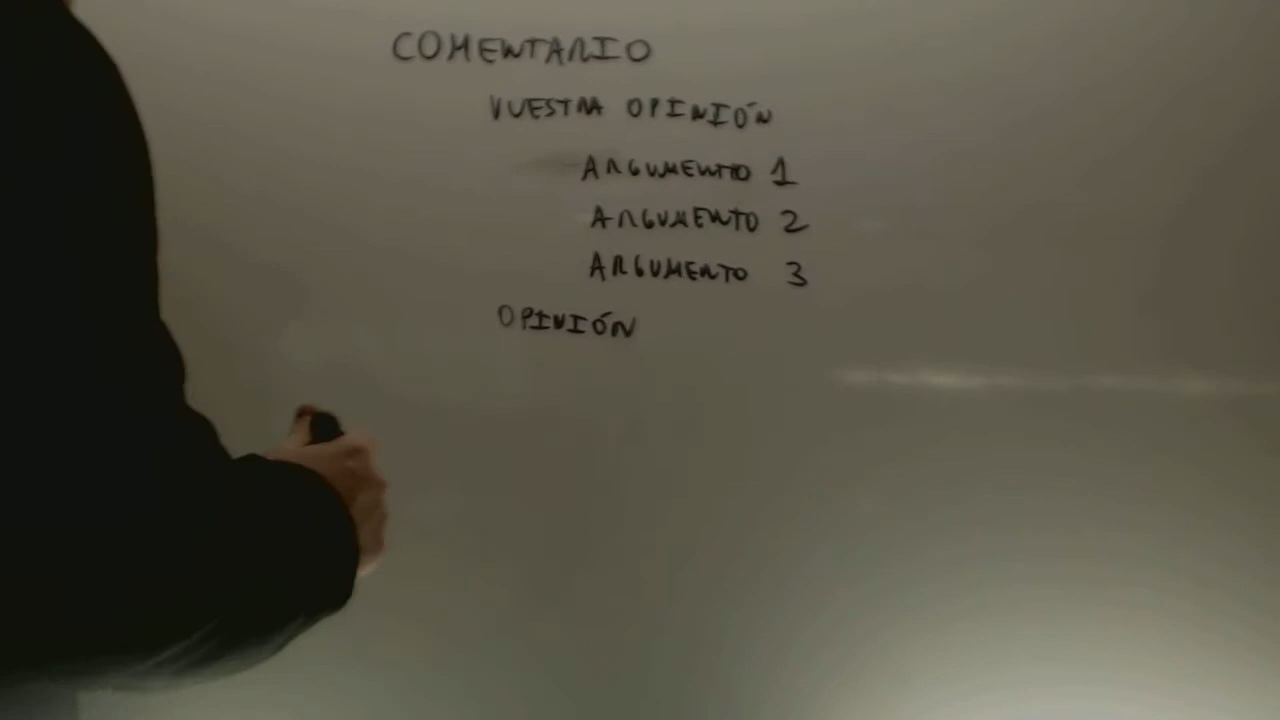 COMENTARIO
VUESTRA OPINIÓN
ARGUMENTO 1
ARGUMENTO 2
ARGUMENTO 3
OPINIÓN